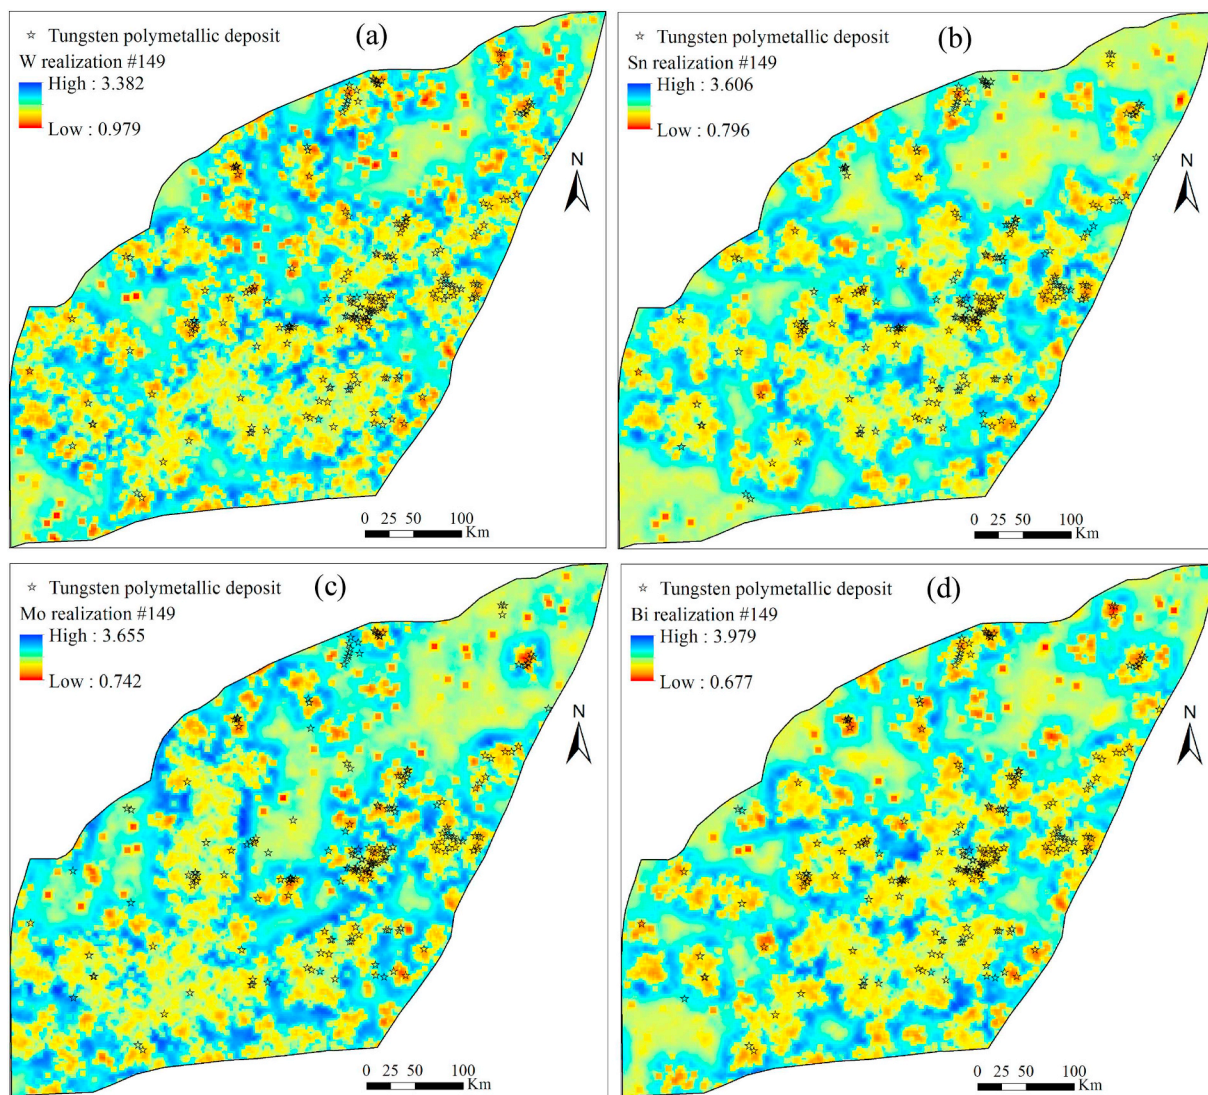 ☆ Tungsten polymetallic deposit
(a)
W realization #149
High : 3.382
Low : 0.979
N
0 25 50 100
Km
☆ Tungsten polymetallic deposit
(b)
Sn realization #149
High : 3.606
Low : 0.796
N
0 25 50 100
Km
☆ Tungsten polymetallic deposit
(c)
Mo realization #149
High : 3.655
Low : 0.742
N
0 25 50 100
Km
☆ Tungsten polymetallic deposit
(d)
Bi realization #149
High : 3.979
Low : 0.677
N
0 25 50 100
Km